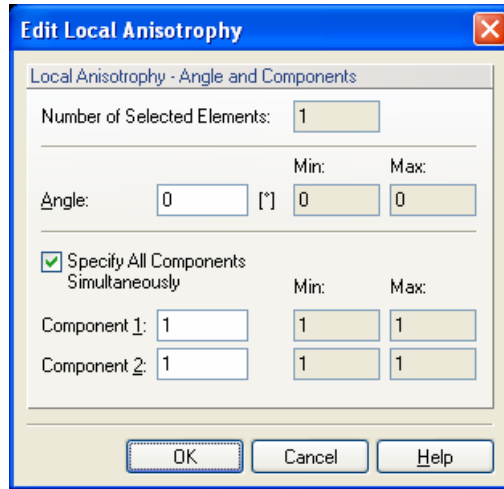 Edit Local Anisotrophy
Local Anisotrophy - Angle and Components
Number of Selected Elements: 1
Min: Max:
Angle: 0 [°] 0 0
Specify All Components
Simultaneously
Min: Max:
Component 1: 1 1 1
Component 2: 1 1 1
OK Cancel Help